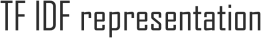 TF IDF representation